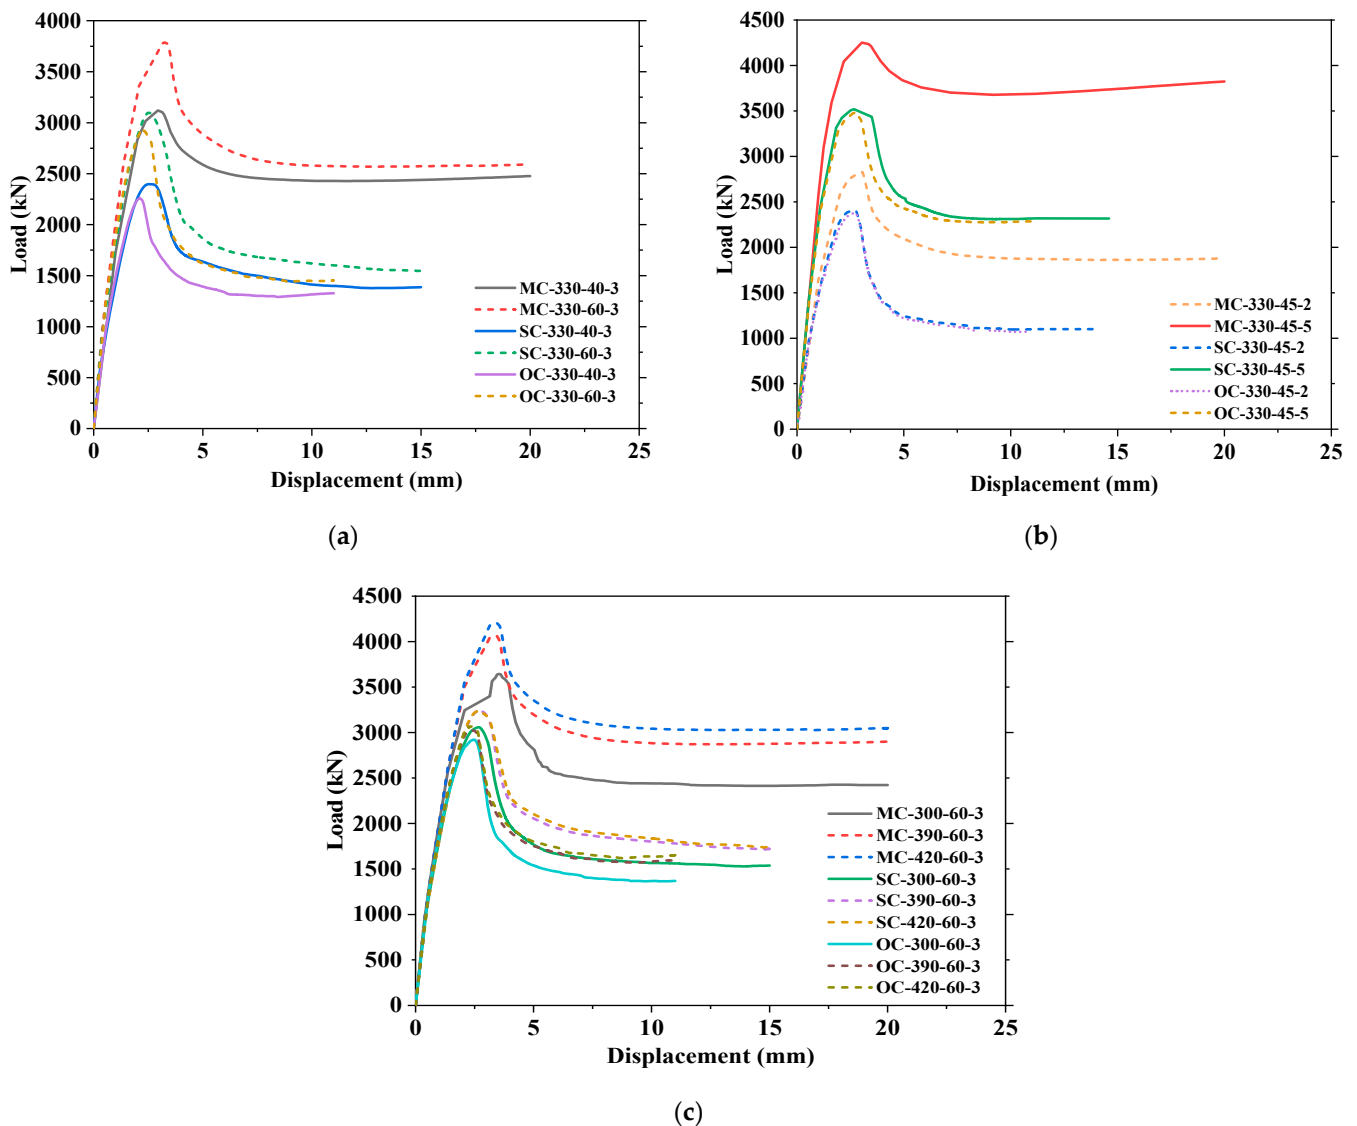 4000
3500
3000
2500
2000
1500
1000
500
0
Load (kN)
MC-330-40-3
MC-330-60-3
SC-330-40-3
SC-330-60-3
OC-330-40-3
OC-330-60-3
0 5 10 15 20 25
Displacement (mm)
(a)
4500
4000
3500
3000
2500
2000
1500
1000
500
0
Load (kN)
MC-330-45-2
MC-330-45-5
SC-330-45-2
SC-330-45-5
OC-330-45-2
OC-330-45-5
0 5 10 15 20 25
Displacement (mm)
(b)
4500
4000
3500
3000
2500
2000
1500
1000
500
0
Load (kN)
MC-300-60-3
MC-390-60-3
MC-420-60-3
SC-300-60-3
SC-390-60-3
SC-420-60-3
OC-300-60-3
OC-390-60-3
OC-420-60-3
0 5 10 15 20 25
Displacement (mm)
(c)